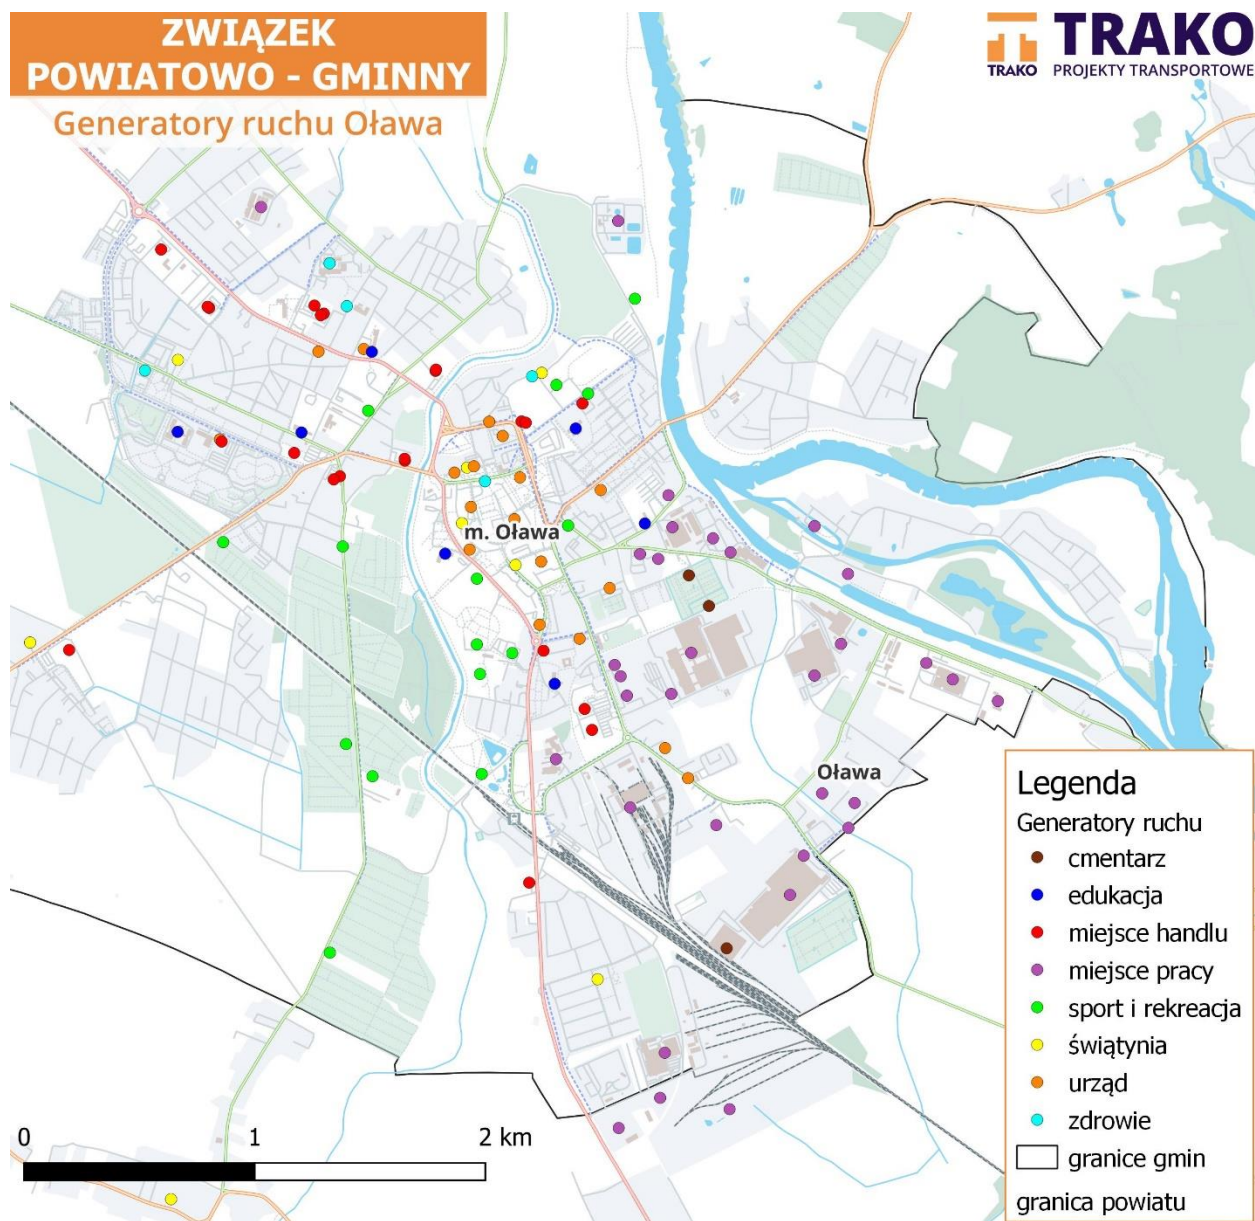 ZWIĄZEK
POWIATOWO - GMINNY
Generatory ruchu Oława
TRAKO
TRAKO
PROJEKTY TRANSPORTOWE
m. Oława
Oława
Legenda
Generatory ruchu
cmentarz
edukacja
miejsce handlu
miejsce pracy
sport i rekreacja
świątynia
urząd
zdrowie
granice gmin
granica powiatu
0 1 2 km